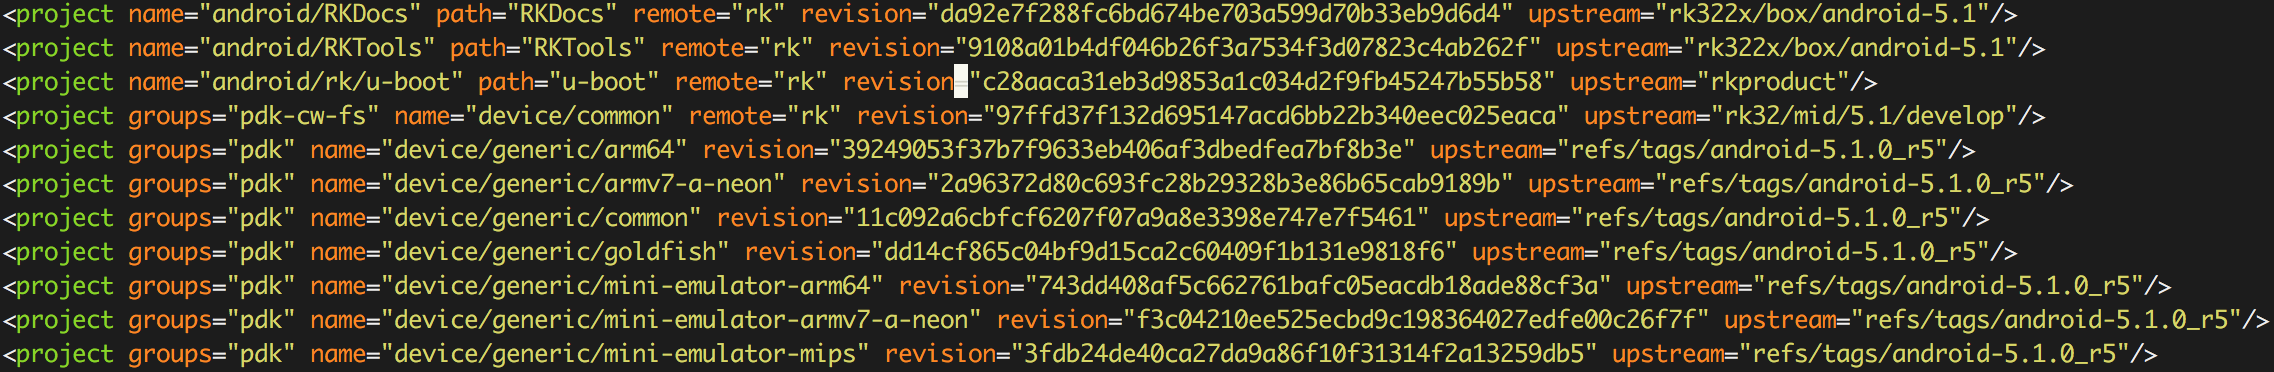 <project name="android/RKDocs" path="RKDocs" remote="rk" revision="da92e7f288fc6bd674be703a599d70b33eb9d6d4" upstream="rk322x/box/android-5.1"/>
<project name="android/RKTools" path="RKTools" remote="rk" revision="9108a01b4df046b26f3a7534f3d07823c4ab262f" upstream="rk322x/box/android-5.1"/>
<project name="android/rk/u-boot" path="u-boot" remote="rk" revision="c28aaca31eb3d9853a1c034d2f9fb45247b55b58" upstream="rkproduct"/>
<project groups="pdk-cw-fs" name="device/common" remote="rk" revision="97ffd37f132d695147acd6bb22b340eec025eaca" upstream="rk32/mid/5.1/develop"/>
<project groups="pdk" name="device/generic/arm64" revision="39249053f37b7f9633eb406af3dbedfea7bf8b3e" upstream="refs/tags/android-5.1.0_r5"/>
<project groups="pdk" name="device/generic/armv7-a-neon" revision="2a96372d80c693fc28b29328b3e86b65cab9189b" upstream="refs/tags/android-5.1.0_r5"/>
<project groups="pdk" name="device/generic/common" revision="11c092a6cbfcf6207f07a9a8e3398e747e7f5461" upstream="refs/tags/android-5.1.0_r5"/>
<project groups="pdk" name="device/generic/goldfish" revision="dd14cf865c04bf9d15ca2c60409f1b131e9818f6" upstream="refs/tags/android-5.1.0_r5"/>
<project groups="pdk" name="device/generic/mini-emulator-arm64" revision="743dd408af5c662761bafc05eacdb18ade88cf3a" upstream="refs/tags/android-5.1.0_r5"/>
<project groups="pdk" name="device/generic/mini-emulator-armv7-a-neon" revision="f3c04210ee525ecbd9c198364027edfe00c26f7f" upstream="refs/tags/android-5.1.0_r5"/>
<project groups="pdk" name="device/generic/mini-emulator-mips" revision="3fdb24de40ca27da9a86f10f31314f2a13259db5" upstream="refs/tags/android-5.1.0_r5"/>